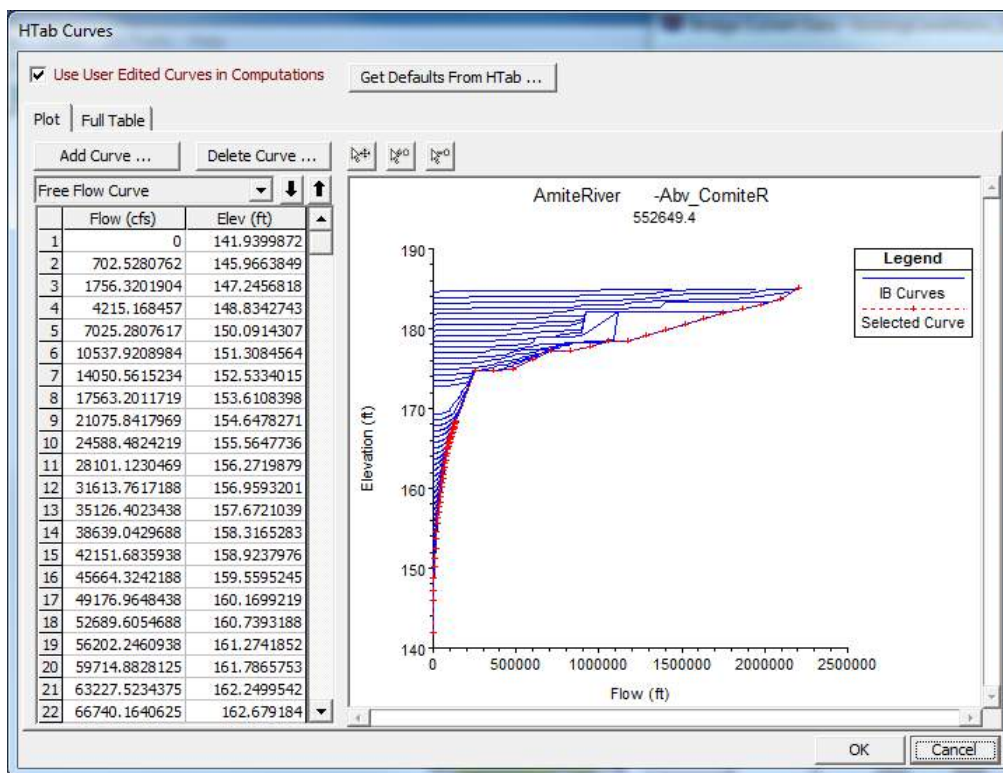 HTab Curves
Use User Edited Curves in Computations
Get Defaults From HTab ...
Plot
Full Table
Add Curve ...
Delete Curve ...
Free Flow Curve
Flow (cfs) Elev (ft)
1 0 141.9399872
2 702.5280762 145.9663849
3 1756.3201904 147.2456818
4 4215.168457 148.8342743
5 7025.2807617 150.0914307
6 10537.9208984 151.3084564
7 14050.5615234 152.5334015
8 17563.2011719 153.6108398
9 21075.8417969 154.6478271
10 24588.4824219 155.5647736
11 28101.1230469 156.2719879
12 31613.7617188 156.9593201
13 35126.4023438 157.6721039
14 38639.0429688 158.3165283
15 42151.6835938 158.9237976
16 45664.3242188 159.5595245
17 49176.9648438 160.1699219
18 52689.6054688 160.7393188
19 56202.2460938 161.2741852
20 59714.8828125 161.7865753
21 63227.5234375 162.2499542
22 66740.1640625 162.679184
AmiteRiver -Abv_ComiteR
552649.4
190
180
170
160
150
140
Elevation (ft)
0 500000 1000000 1500000 2000000 2500000
Flow (ft)
Legend
IB Curves
Selected Curve
OK
Cancel